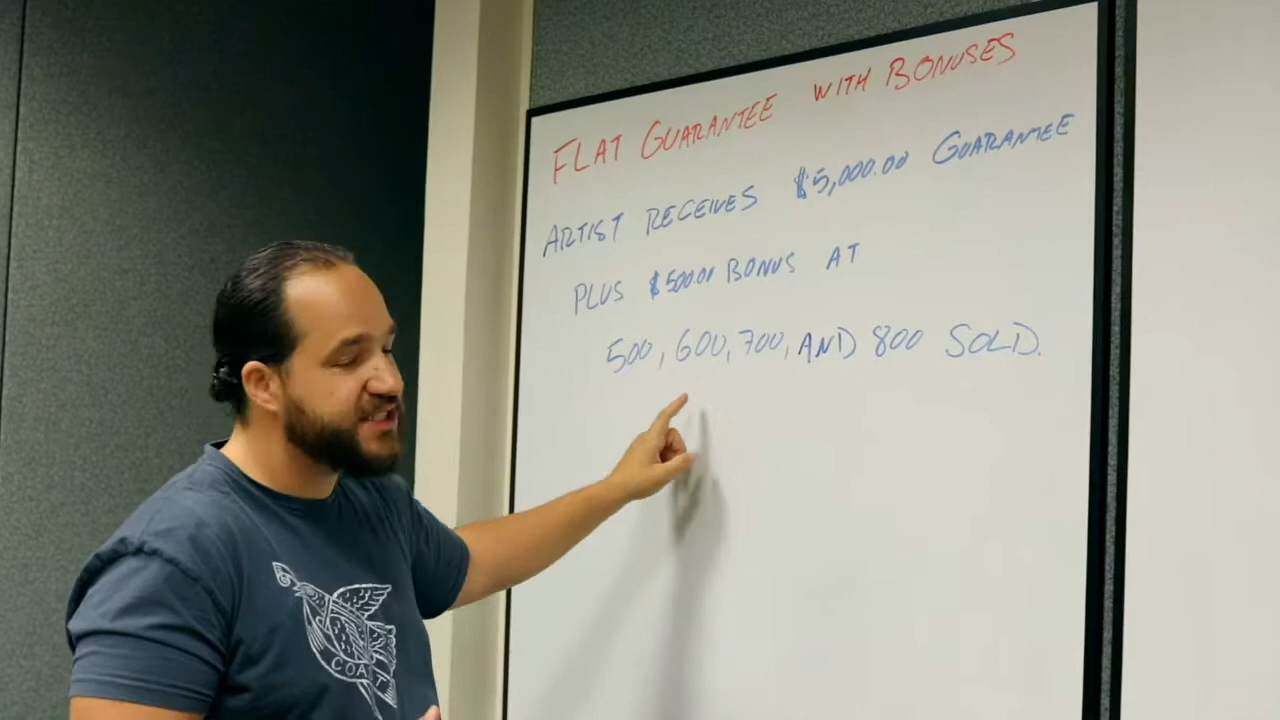 FLAT GUARANTEE WITH BONUSES
ARTIST RECEIVES $5,000.00 GUARANTEE
PLUS $500.00 BONUS AT
500, 600, 700, AND 800 SOLD.